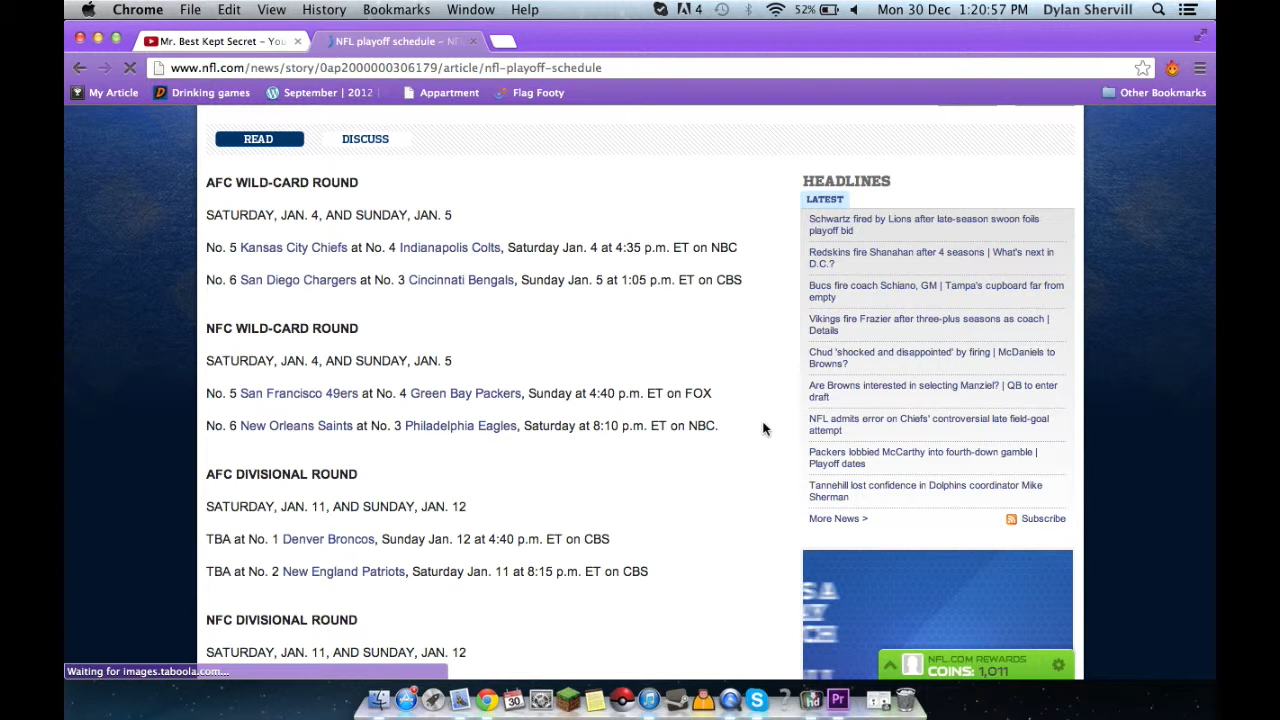 Chrome File Edit View History Bookmarks Window Help 4 52% Mon 30 Dec 1:20:57 PM Dylan Shervill
Mr. Best Kept Secret – You NFL playoff schedule – NFL
www.nfl.com/news/story/0ap2000000306179/article/nfl-playoff-schedule
My Article Drinking games September | 2012 | Appartment Flag Footy Other Bookmarks
READ DISCUSS
AFC WILD-CARD ROUND
SATURDAY, JAN. 4, AND SUNDAY, JAN. 5
No. 5 Kansas City Chiefs at No. 4 Indianapolis Colts, Saturday Jan. 4 at 4:35 p.m. ET on NBC
No. 6 San Diego Chargers at No. 3 Cincinnati Bengals, Sunday Jan. 5 at 1:05 p.m. ET on CBS
NFC WILD-CARD ROUND
SATURDAY, JAN. 4, AND SUNDAY, JAN. 5
No. 5 San Francisco 49ers at No. 4 Green Bay Packers, Sunday at 4:40 p.m. ET on FOX
No. 6 New Orleans Saints at No. 3 Philadelphia Eagles, Saturday at 8:10 p.m. ET on NBC.
AFC DIVISIONAL ROUND
SATURDAY, JAN. 11, AND SUNDAY, JAN. 12
TBA at No. 1 Denver Broncos, Sunday Jan. 12 at 4:40 p.m. ET on CBS
TBA at No. 2 New England Patriots, Saturday Jan. 11 at 8:15 p.m. ET on CBS
NFC DIVISIONAL ROUND
SATURDAY, JAN. 11, AND SUNDAY, JAN. 12
HEADLINES
LATEST
Schwartz fired by Lions after late-season swoon foils
playoff bid
Redskins fire Shanahan after 4 seasons | What's next in
D.C.?
Bucs fire coach Schiano, GM | Tampa's cupboard far from
empty
Vikings fire Frazier after three-plus seasons as coach |
Details
Chud 'shocked and disappointed' by firing | McDaniels to
Browns?
Are Browns interested in selecting Manziel? | QB to enter
draft
NFL admits error on Chiefs' controversial late field-goal
attempt
Packers lobbied McCarthy into fourth-down gamble |
Playoff dates
Tannehill lost confidence in Dolphins coordinator Mike
Sherman
More News > Subscribe
NFL.COM REWARDS
COINS: 1,011
Waiting for images.taboola.com...
30 hd Pr